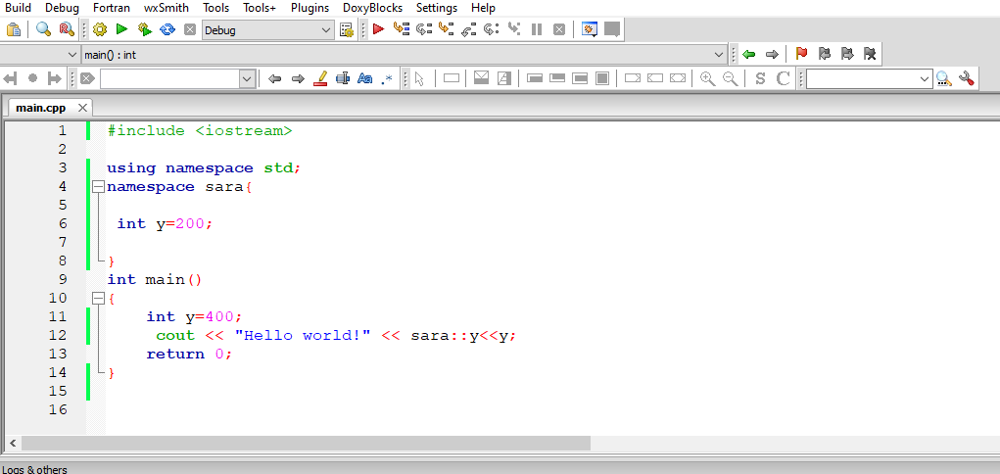 Build Debug Fortran wxSmith Tools Tools+ Plugins DoxyBlocks Settings Help
Debug
main() : int
Aa .*
S C
main.cpp
1 #include <iostream>
2
3 using namespace std;
4 namespace sara{
5
6 int y=200;
7
8 }
9 int main()
10 {
11 int y=400;
12 cout << "Hello world!" << sara::y<<y;
13 return 0;
14 }
15
16
Logs & others